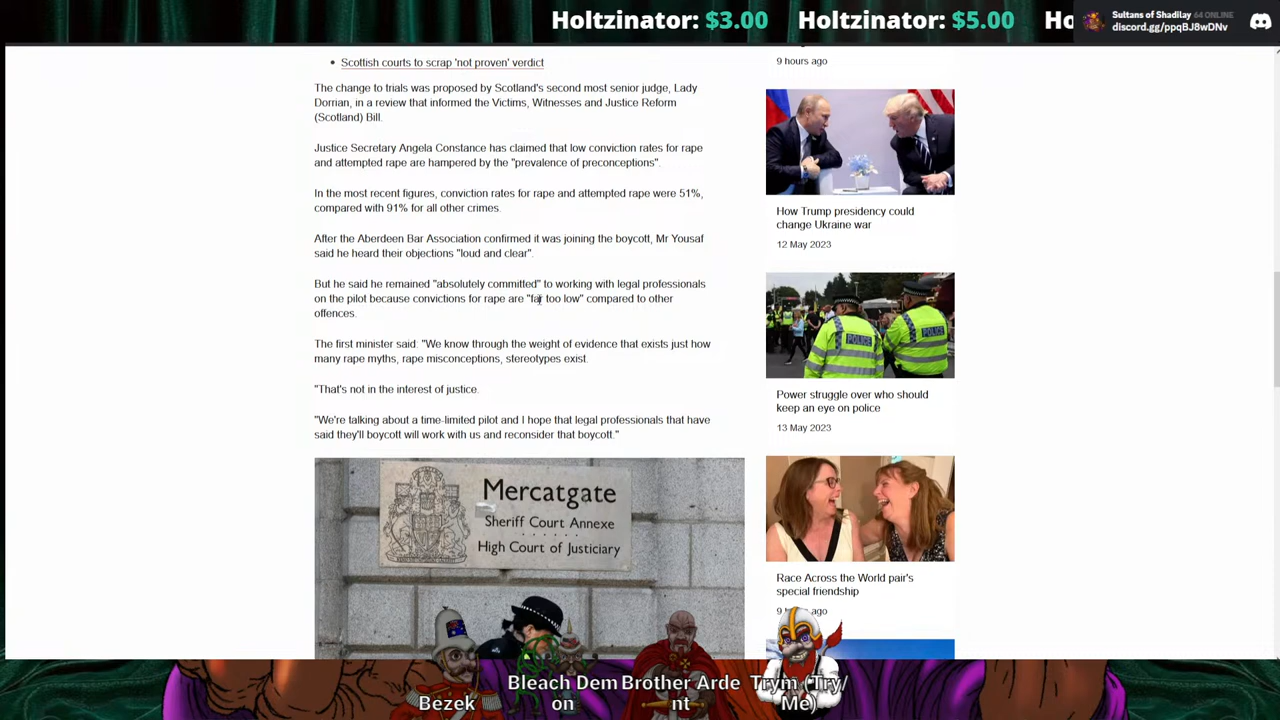 Holtzinator: $3.00 Holtzinator: $5.00 Ho
Sultans of Shadilay 64 ONLINE
discord.gg/ppqBJ8wDNv
Scottish courts to scrap 'not proven' verdict
The change to trials was proposed by Scotland's second most senior judge, Lady
Dorrian, in a review that informed the Victims, Witnesses and Justice Reform
(Scotland) Bill.
Justice Secretary Angela Constance has claimed that low conviction rates for rape
and attempted rape are hampered by the "prevalence of preconceptions".
In the most recent figures, conviction rates for rape and attempted rape were 51%,
compared with 91% for all other crimes.
After the Aberdeen Bar Association confirmed it was joining the boycott, Mr Yousaf
said he heard their objections "loud and clear".
But he said he remained "absolutely committed" to working with legal professionals
on the pilot because convictions for rape are "far too low" compared to other
offences.
The first minister said: "We know through the weight of evidence that exists just how
many rape myths, rape misconceptions, stereotypes exist.
"That's not in the interest of justice.
"We're talking about a time-limited pilot and I hope that legal professionals that have
said they'll boycott will work with us and reconsider that boycott."
Mercatgate
Sheriff Court Annexe
High Court of Justiciary
9 hours ago
How Trump presidency could
change Ukraine war
12 May 2023
POLICE
POLICE
Power struggle over who should
keep an eye on police
13 May 2023
Race Across the World pair's
special friendship
9 ago
Bezek
Bleach Dem
on
Brother Arde
nt
Trym (Try/
Me)